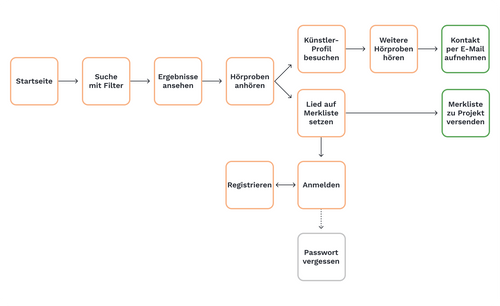 Startseite
Suche
mit Filter
Ergebnisse
ansehen
Hörproben
anhören
Künstler-
Profil
besuchen
Weitere
Hörproben
hören
Kontakt
per E-Mail
aufnehmen
Lied auf
Merkliste
setzen
Merkliste
zu Projekt
versenden
Registrieren
Anmelden
Passwort
vergessen